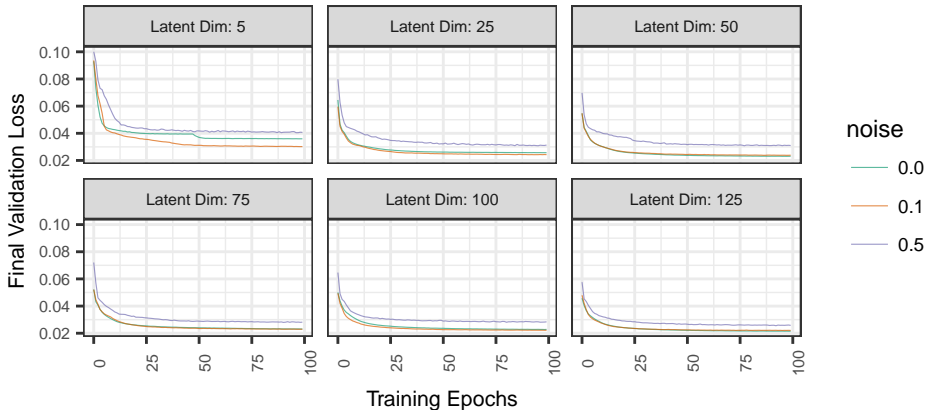 Latent Dim: 5
Latent Dim: 25
Latent Dim: 50
0.10
0.08
0.06
0.04
0.02
Latent Dim: 75
Latent Dim: 100
Latent Dim: 125
0.10
0.08
0.06
0.04
0.02
0 25 50 75 100
0 25 50 75 100
0 25 50 75 100
Final Validation Loss
Training Epochs
noise
0.0
0.1
0.5